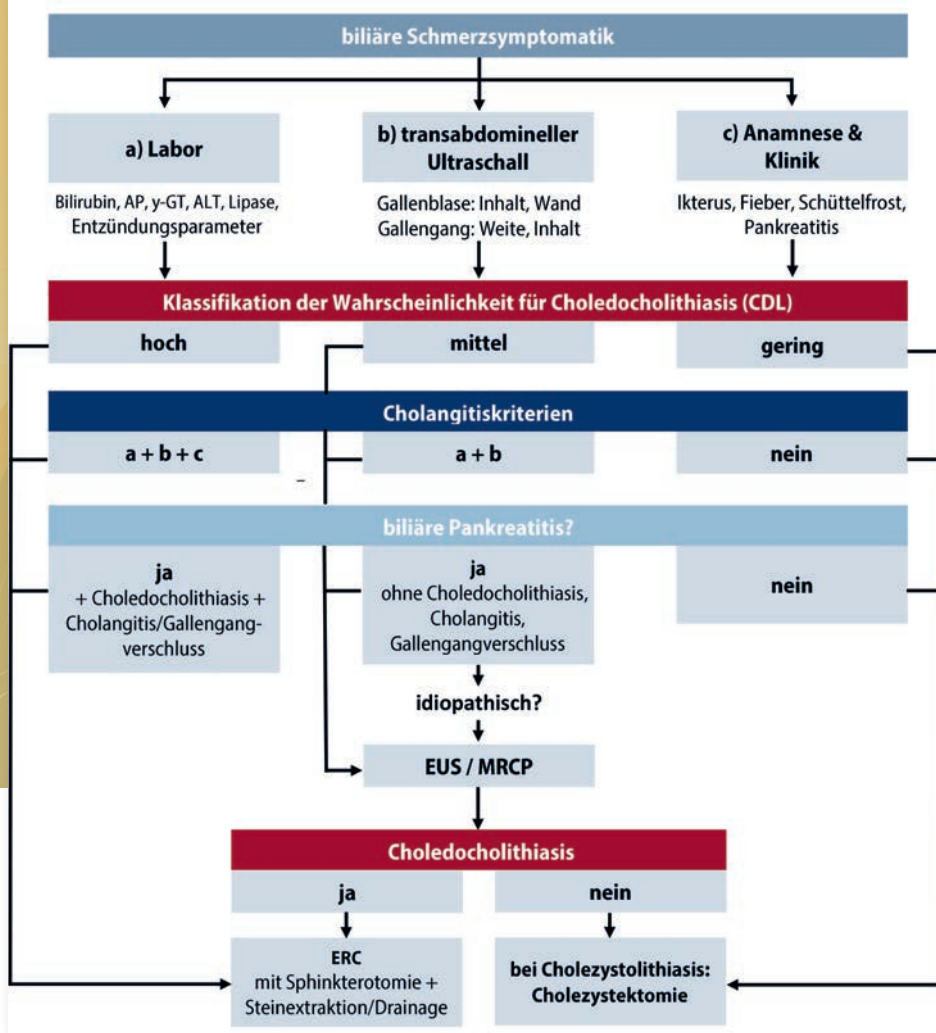 biliäre Schmerzsymptomatik
a) Labor
Bilirubin, AP, y-GT, ALT, Lipase,
Entzündungsparameter
b) transabdomineller
Ultraschall
Gallenblase: Inhalt, Wand
Gallengang: Weite, Inhalt
c) Anamnese &
Klinik
Ikterus, Fieber, Schüttelfrost,
Pankreatitis
Klassifikation der Wahrscheinlichkeit für Choledocholithiasis (CDL)
hoch
mittel
gering
Cholangitiskriterien
a + b + c
a + b
nein
–
biliäre Pankreatitis?
ja
+ Choledocholithiasis +
Cholangitis/Gallengang-
verschluss
ja
ohne Choledocholithiasis,
Cholangitis,
Gallengangverschluss
nein
idiopathisch?
EUS / MRCP
Choledocholithiasis
ja
nein
ERC
mit Sphinkterotomie +
Steinextraktion/Drainage
bei Cholezystolithiasis:
Cholezystektomie